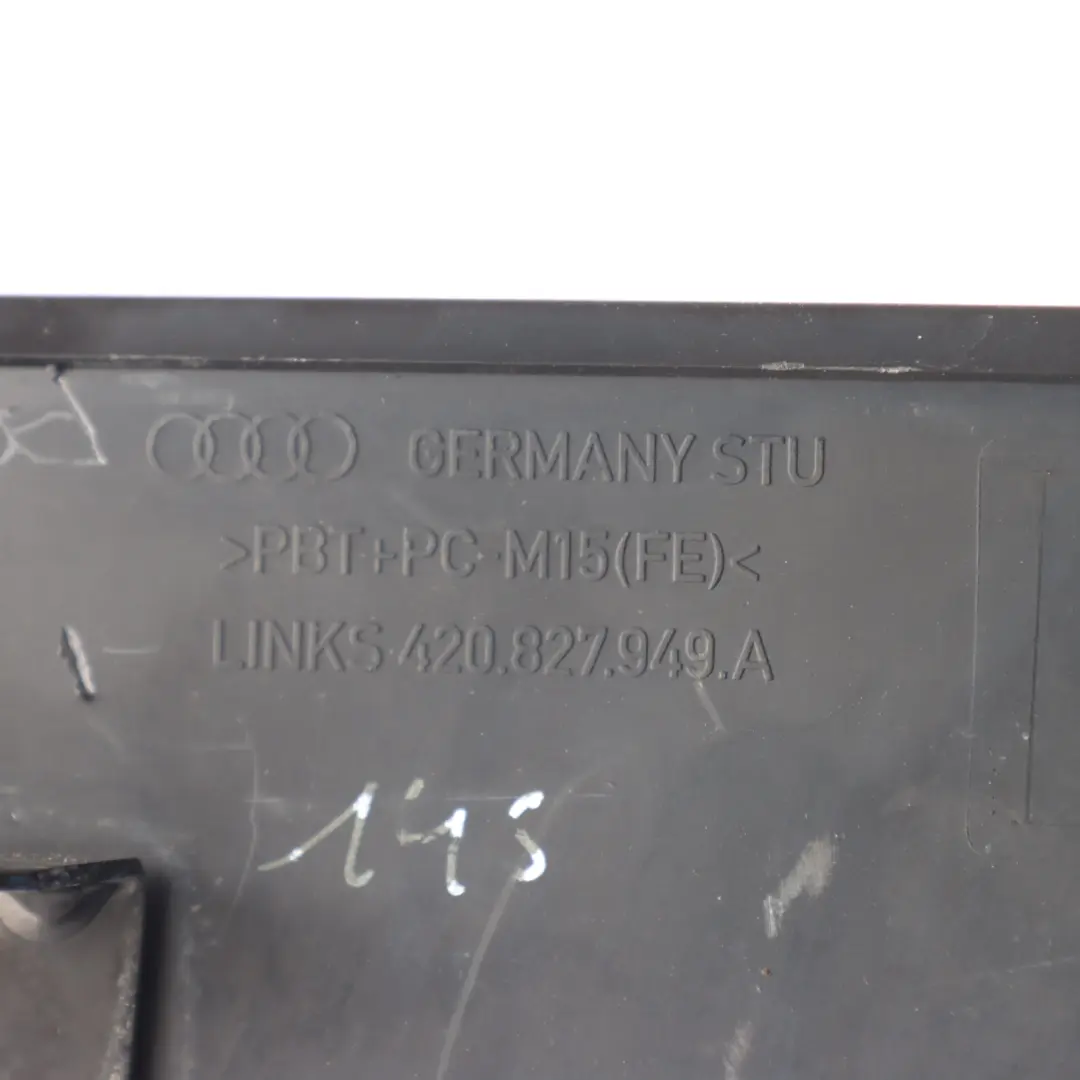 GERMANY STU
>PBT+PC-M15(FE)<
LINKS 420.827.949.A
145